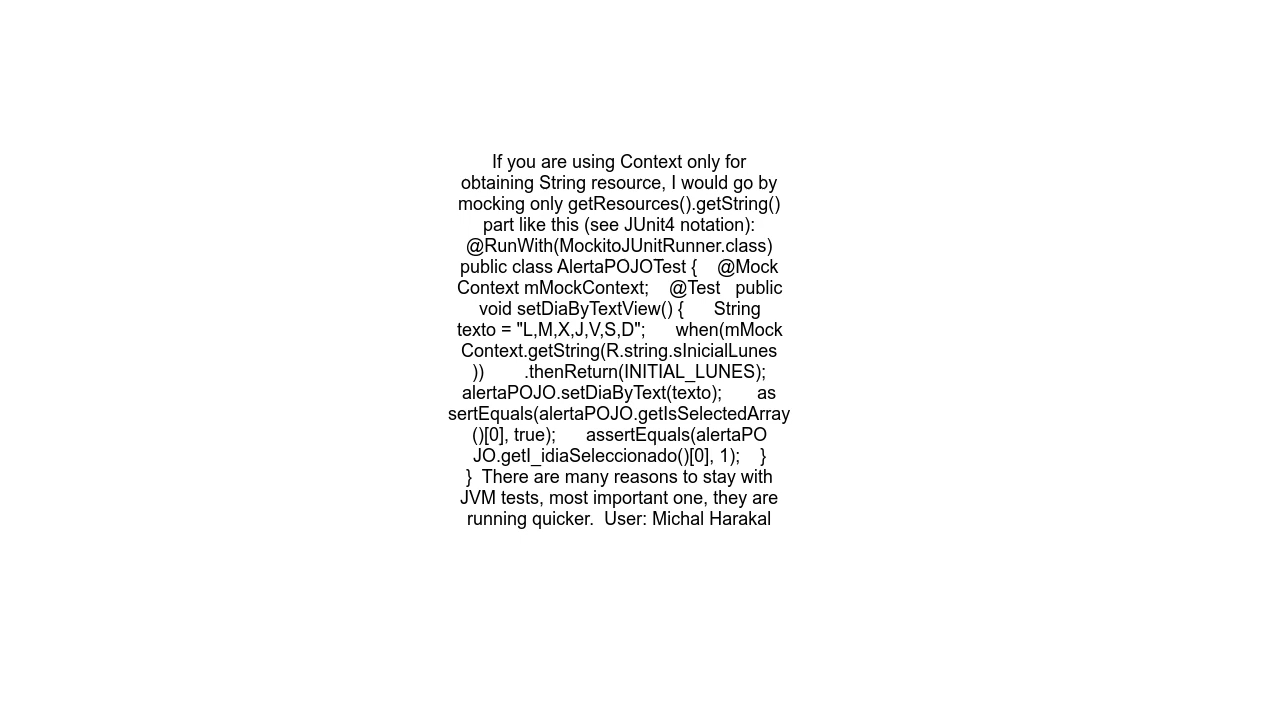 If you are using Context only for
obtaining String resource, I would go by
mocking only getResources().getString()
part like this (see JUnit4 notation):
@RunWith(MockitoJUnitRunner.class)
public class AlertaPOJOTest {    @Mock
Context mMockContext;    @Test   public
void setDiaByTextView() {      String
texto = "L,M,X,J,V,S,D";      when(mMock
Context.getString(R.string.sInicialLunes
))        .thenReturn(INITIAL_LUNES);
alertaPOJO.setDiaByText(texto);       as
sertEquals(alertaPOJO.getIsSelectedArray
()[0], true);      assertEquals(alertaPO
JO.getI_idiaSeleccionado()[0], 1);    }
}  There are many reasons to stay with
JVM tests, most important one, they are
running quicker.  User: Michal Harakal